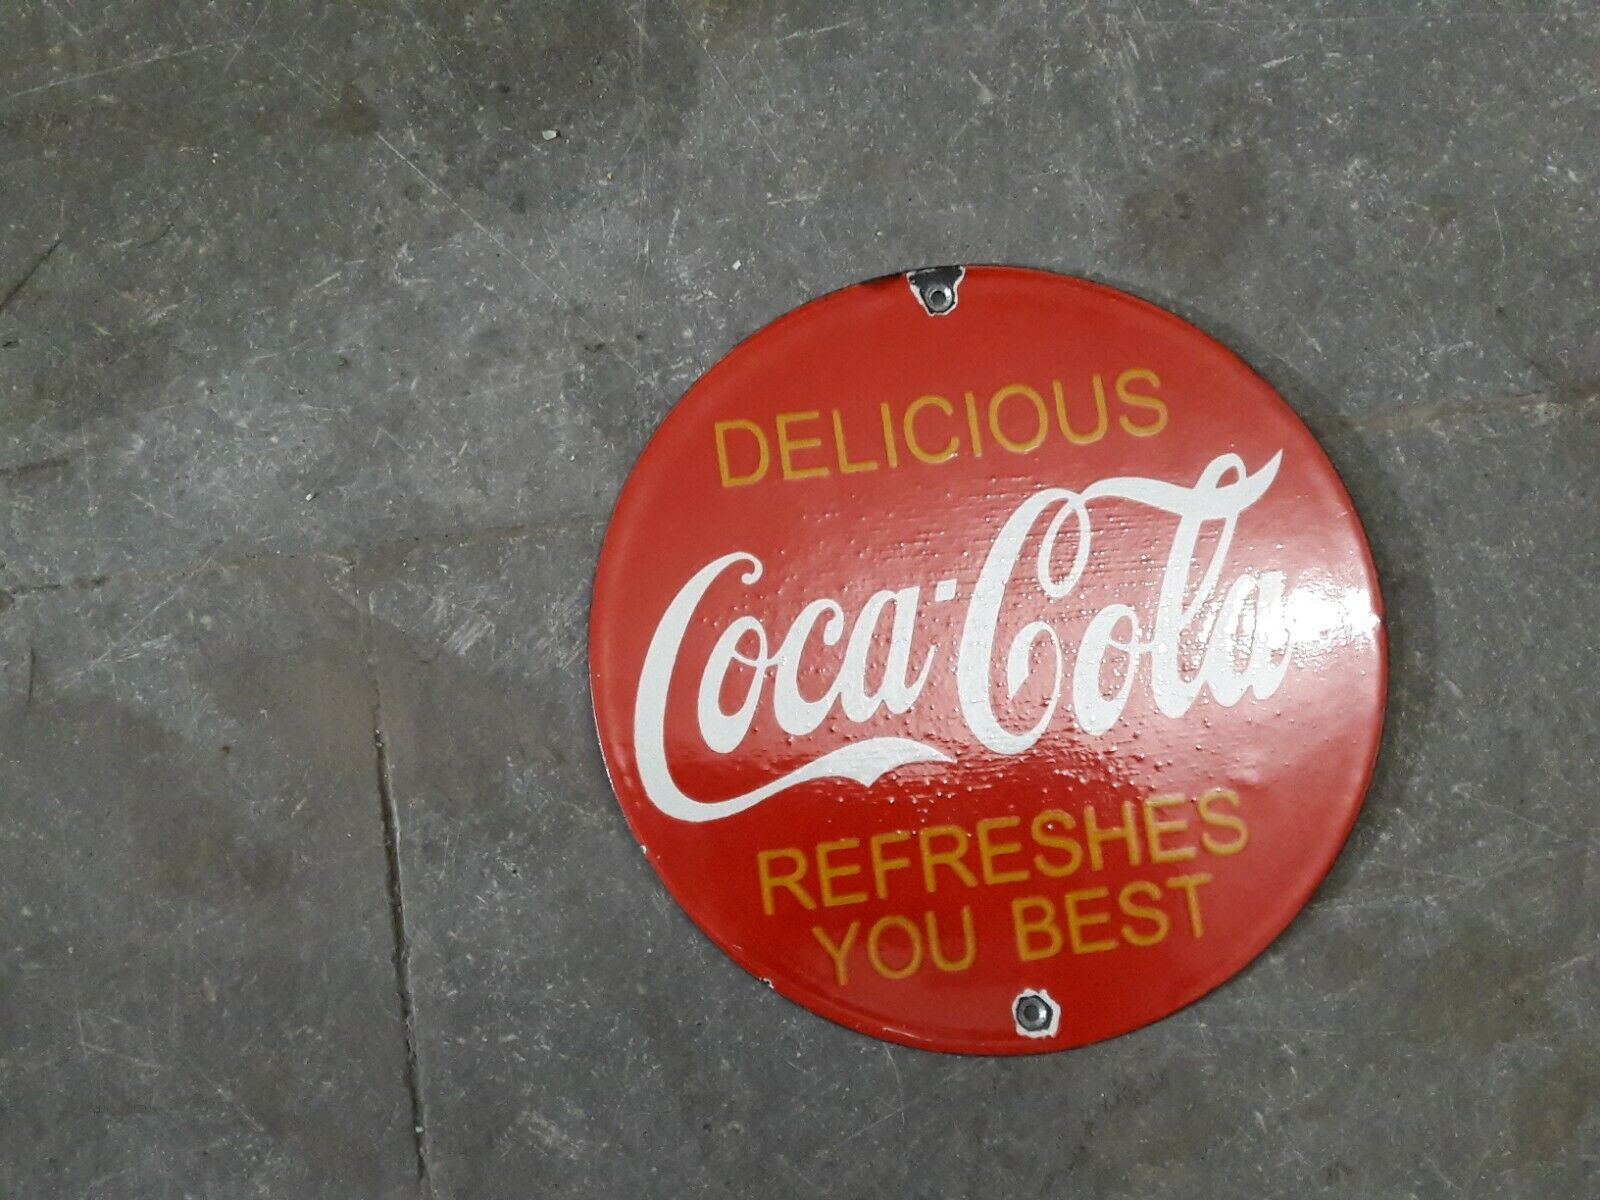 DELICIOUS
Coca-Cola
REFRESHES
YOU BEST